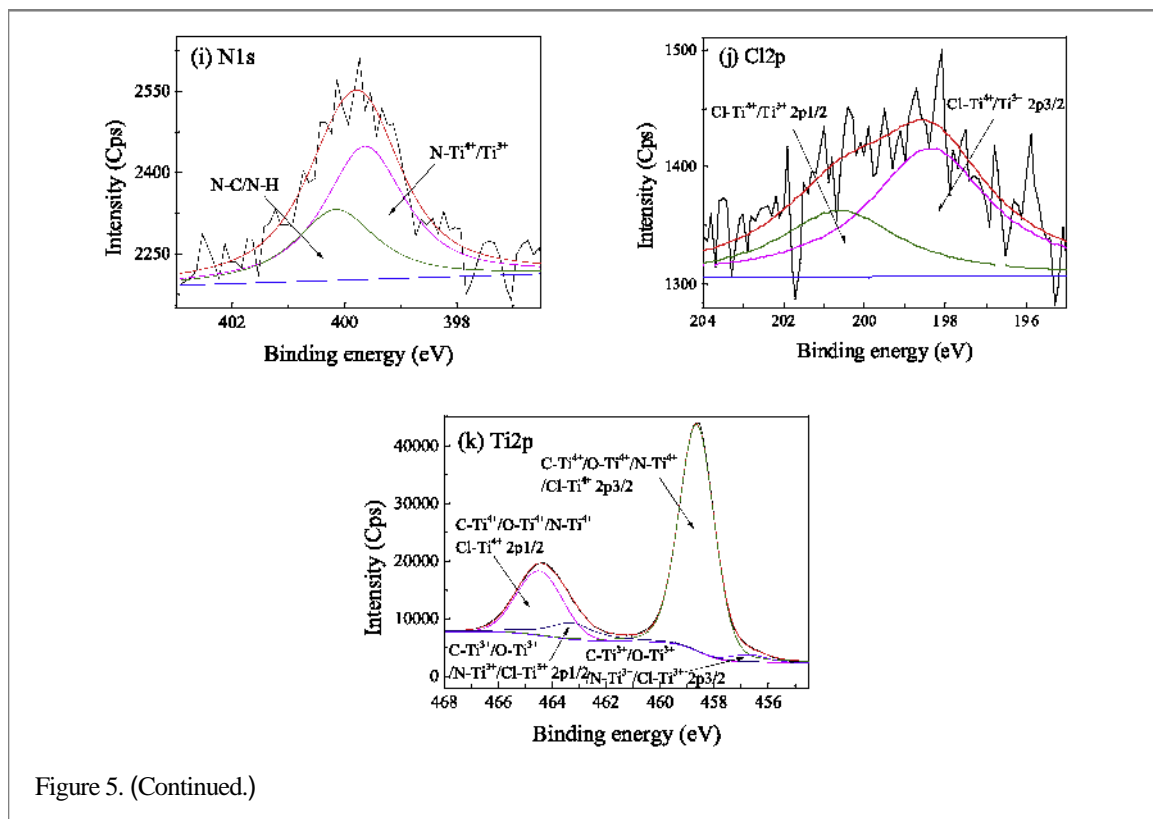 (i) N1s
2550
2400
2250
N-Ti⁴⁺/Ti³⁺
N-C/N-H
402
400
398
Intensity (Cps)
Binding energy (eV)
(j) Cl2p
1500
1400
1300
Cl-Ti⁴⁺/Ti³⁺ 2p1/2
Cl-Ti⁴⁺/Ti³⁻ 2p3/2
204
202
200
198
196
Intensity (Cps)
Binding energy (eV)
(k) Ti2p
40000
30000
20000
10000
0
C-Ti⁴⁺/O-Ti⁴⁺/N-Ti⁴⁺
/Cl-Ti⁴⁺ 2p3/2
C-Ti⁴⁺/O-Ti⁴⁺/N-Ti⁴⁺
Cl-Ti⁴⁺ 2p1/2
C-Ti³⁺/O-Ti³⁺
/N-Ti³⁺/Cl-Ti³⁺ 2p1/2
C-Ti³⁺/O-Ti³⁺
/N-Ti³⁻/Cl-Ti³⁺ 2p3/2
468
466
464
462
460
458
456
Intensity (Cps)
Binding energy (eV)
Figure 5. (Continued.)